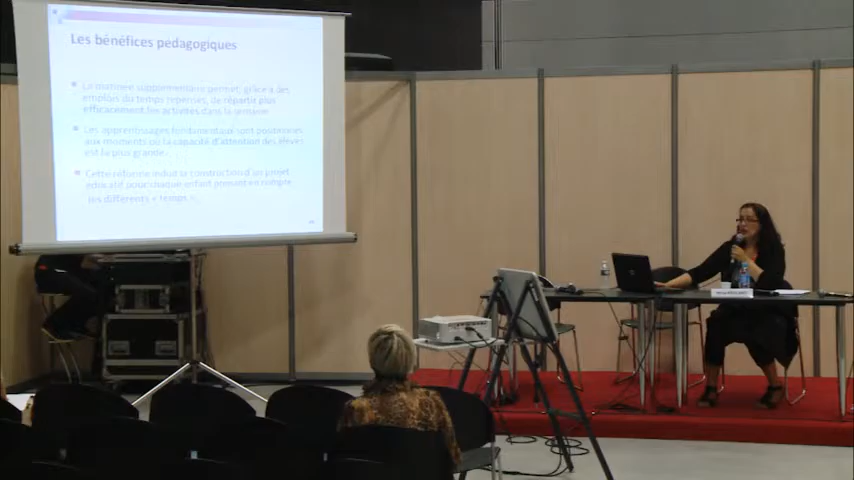 Les bénéfices pédagogiques
La matinée supplémentaire permet, grâce à des
emplois du temps repensés, de répartir plus
efficacement les activités dans la semaine
Les apprentissages fondamentaux sont positionnés
aux moments où la capacité d'attention des élèves
est la plus grande
Cette réforme induit la construction d'un projet
éducatif pour chaque enfant prenant en compte
les différents « temps ».